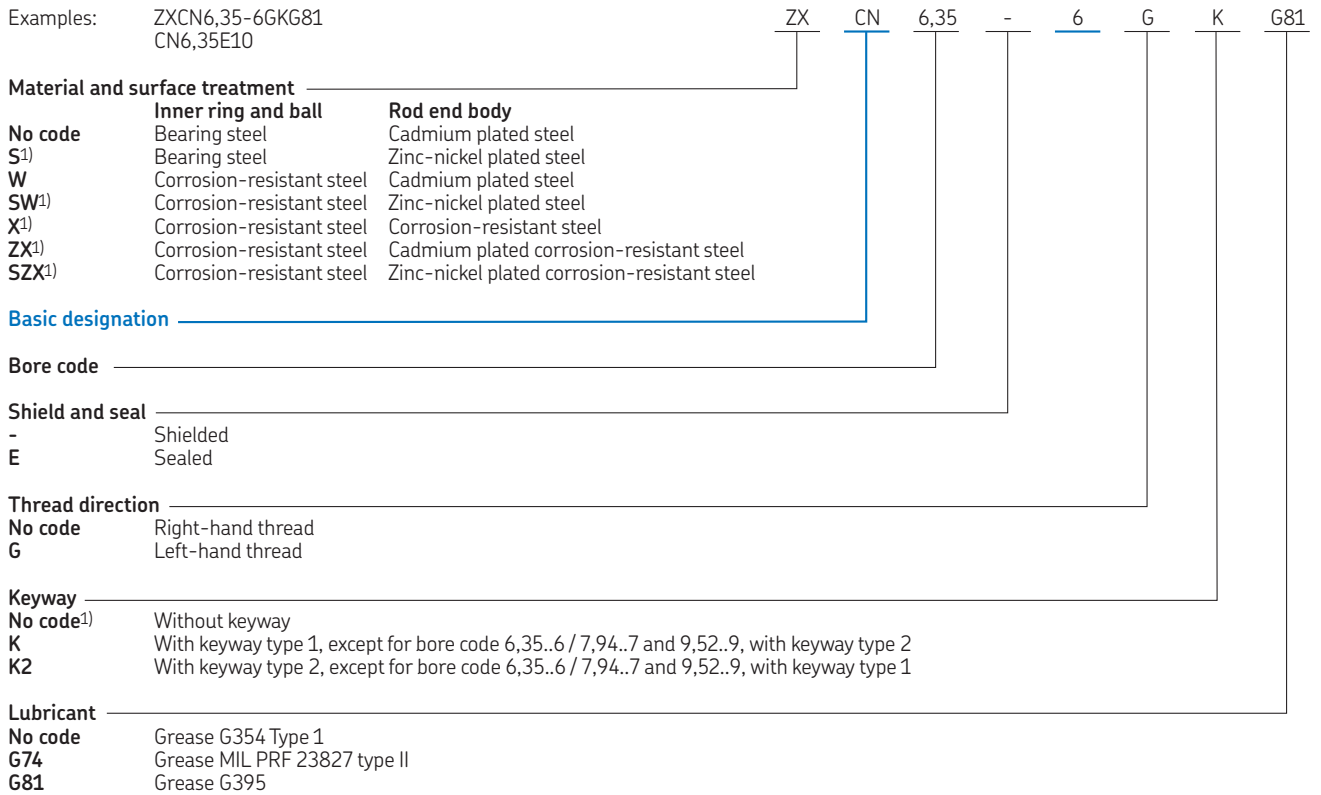 Examples: ZXCN6,35-6GKG81 ZX CN 6,35 - 6 G K G81
CN6,35E10
Material and surface treatment
Inner ring and ball Rod end body
No code Bearing steel Cadmium plated steel
S1) Bearing steel Zinc-nickel plated steel
W Corrosion-resistant steel Cadmium plated steel
SW1) Corrosion-resistant steel Zinc-nickel plated steel
X1) Corrosion-resistant steel Corrosion-resistant steel
ZX1) Corrosion-resistant steel Cadmium plated corrosion-resistant steel
SZX1) Corrosion-resistant steel Zinc-nickel plated corrosion-resistant steel
Basic designation
Bore code
Shield and seal
- Shielded
E Sealed
Thread direction
No code Right-hand thread
G Left-hand thread
Keyway
No code1) Without keyway
K With keyway type 1, except for bore code 6,35..6 / 7,94..7 and 9,52..9, with keyway type 2
K2 With keyway type 2, except for bore code 6,35..6 / 7,94..7 and 9,52..9, with keyway type 1
Lubricant
No code Grease G354 Type 1
G74 Grease MIL PRF 23827 type II
G81 Grease G395